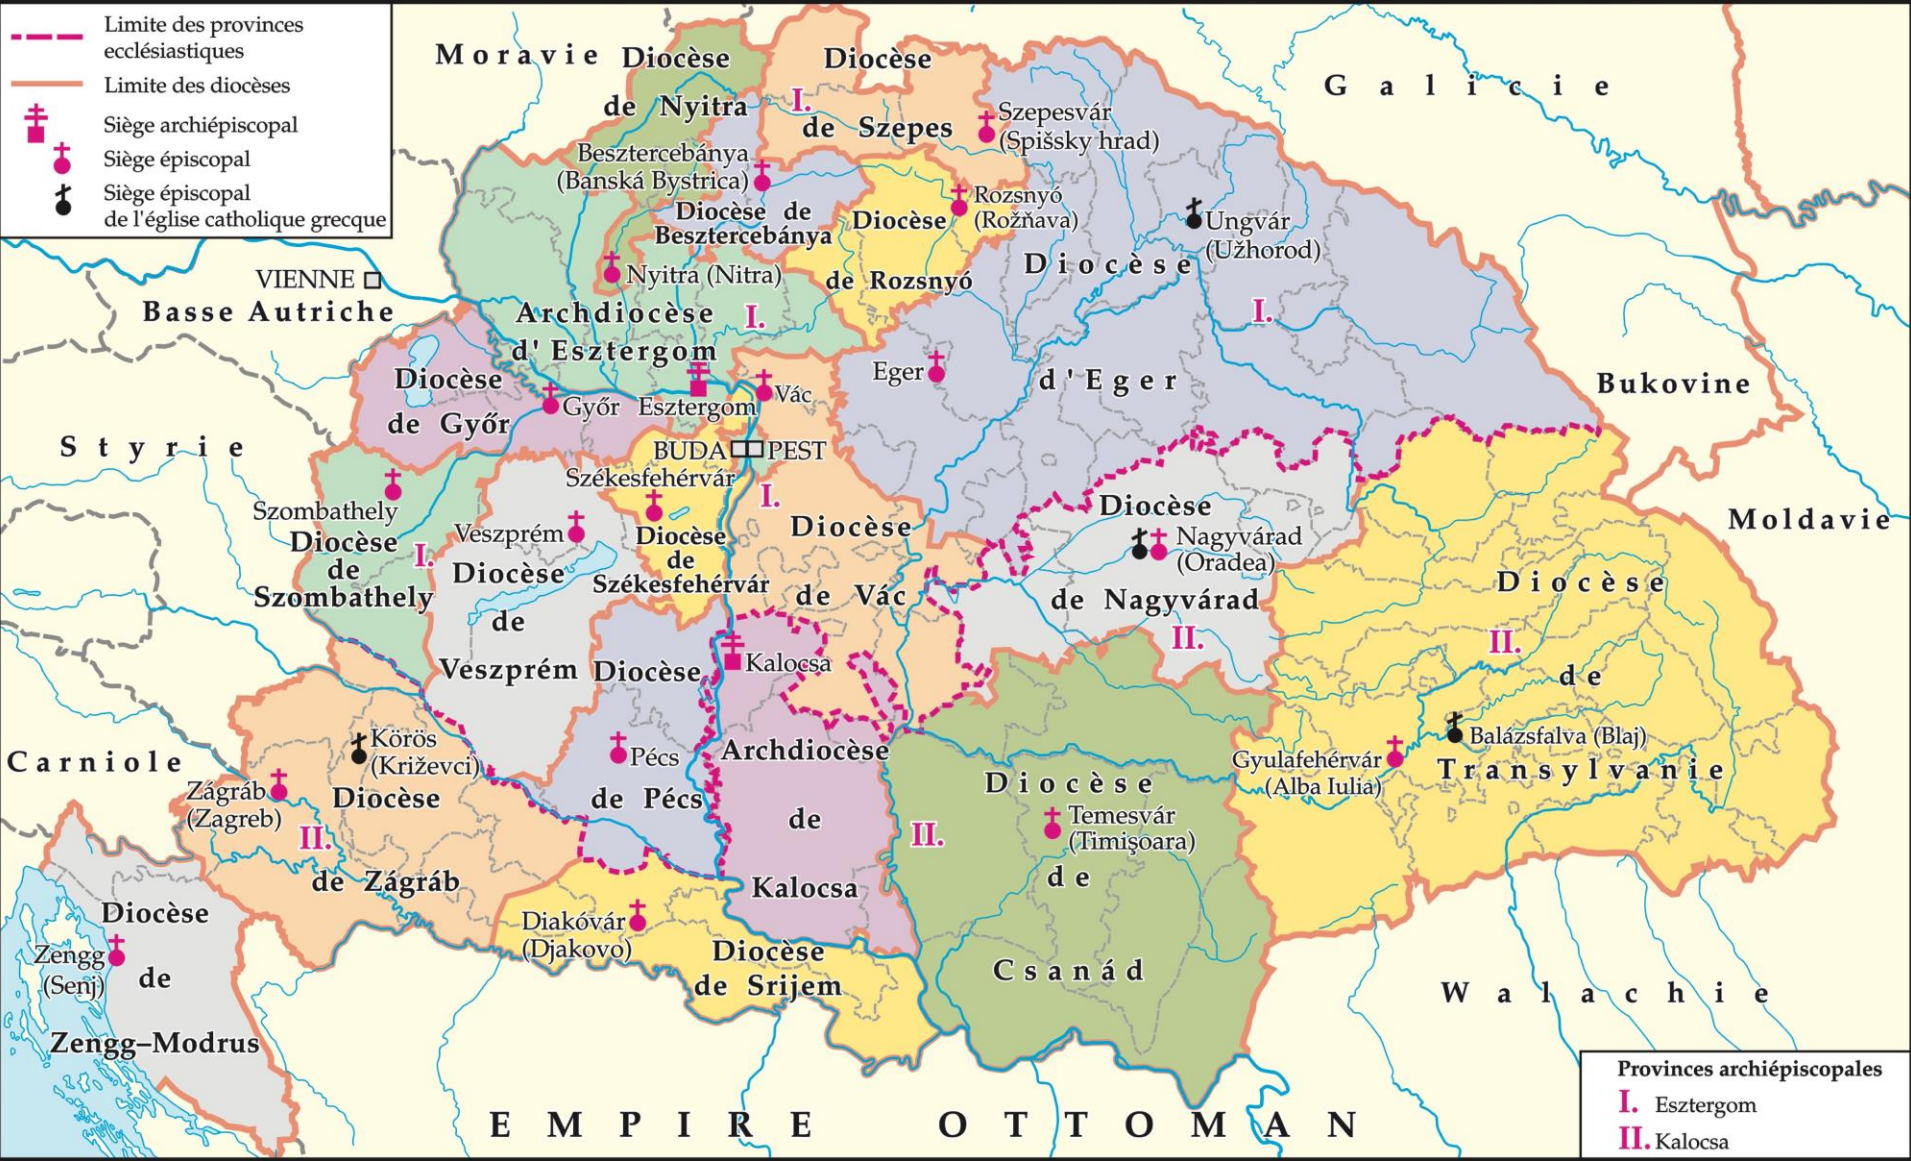 Limite des provinces
ecclésiastiques
Limite des diocèses
Siège archiépiscopal
Siège épiscopal
Siège épiscopal
de l'église catholique grecque
Moravie
Diocèse
de Nyitra
Diocèse
I.
de Szepes
Szepesvár
(Spišsky hrad)
Galicie
Besztercebánya
(Banská Bystrica)
Diocèse de
Besztercebánya
Rozsnyó
(Rožňava)
Diocèse
de Rozsnyó
Ungvár
(Užhorod)
Diocèse
I.
d'Eger
Eger
Nyitra (Nitra)
VIENNE
Basse Autriche
Archdiocèse
I.
d' Esztergom
Diocèse
de Győr
Győr
Esztergom
Vác
Bukovine
Styrie
BUDA
PEST
Székesfehérvár
I.
Szombathely
Diocèse
de
Szombathely
I.
Veszprém
Diocèse
de
Veszprém
Diocèse
de
Székesfehérvár
Diocèse
de Vác
Diocèse
Nagyvárad
(Oradea)
de Nagyvárad
II.
Moldavie
Diocèse
II.
de
Transylvanie
Balázsfalva (Blaj)
Gyulafehérvár
(Alba Iulia)
Kalocsa
Diocèse
Pécs
de Pécs
Archdiocèse
de
Kalocsa
Carniole
Körös
(Križevci)
Zágráb
(Zagreb)
Diocèse
II.
de Zágráb
II.
Diocèse
Temesvár
(Timişoara)
de
Csanád
Diocèse
Zengg
(Senj)
de
Zengg–Modrus
Diakóvár
(Djakovo)
Diocèse
de Srijem
Walachie
EMPIRE OTTOMAN
Provinces archiépiscopales
I. Esztergom
II. Kalocsa